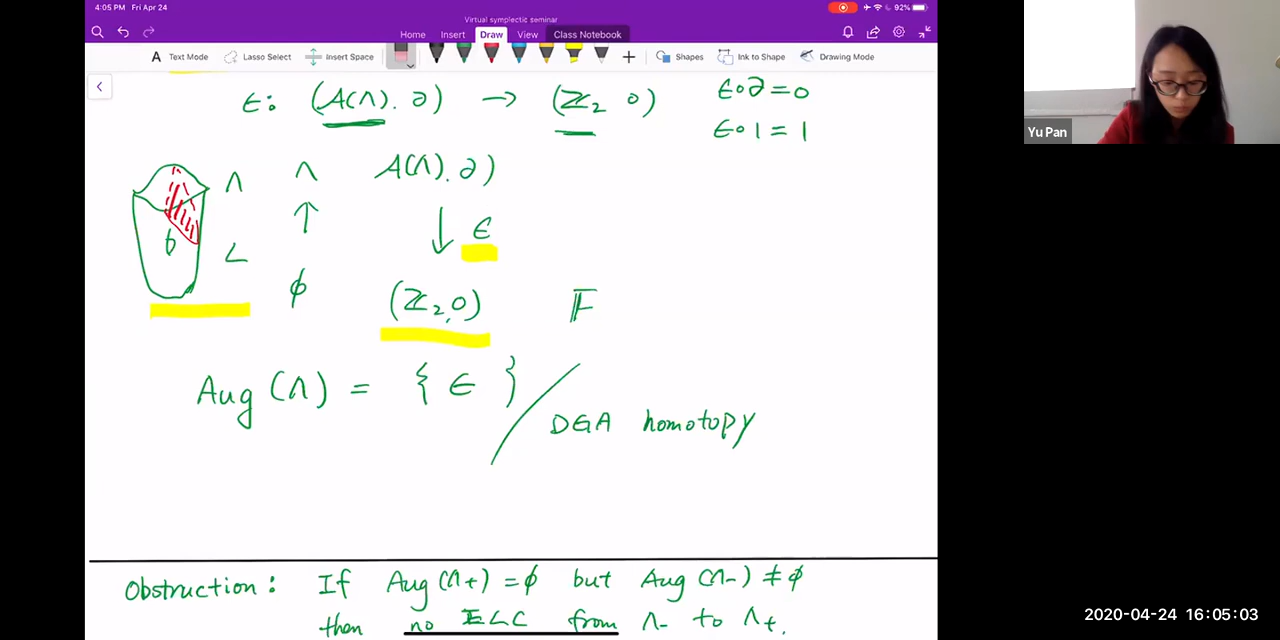 4:05 PM Fri Apr 24
92%
Virtual symplectic seminar
Home Insert Draw View Class Notebook
Text Mode Lasso Select Insert Space Shapes Ink to Shape Drawing Mode
ϵ: (A(Λ). ∂) → (ℤ₂ 0) ϵ∘∂=0
ϵ∘1=1
Yu Pan
Λ Λ A(Λ). ∂)
↑ ↓ ϵ
L
ϕ (ℤ₂,0) 𝔽
Aug (Λ) = { ϵ } / DGA homotopy
Obstruction: If Aug(Λ+) = ϕ but Aug(Λ-) ≠ ϕ
then no ELC from Λ- to Λ+.
2020-04-24 16:05:03